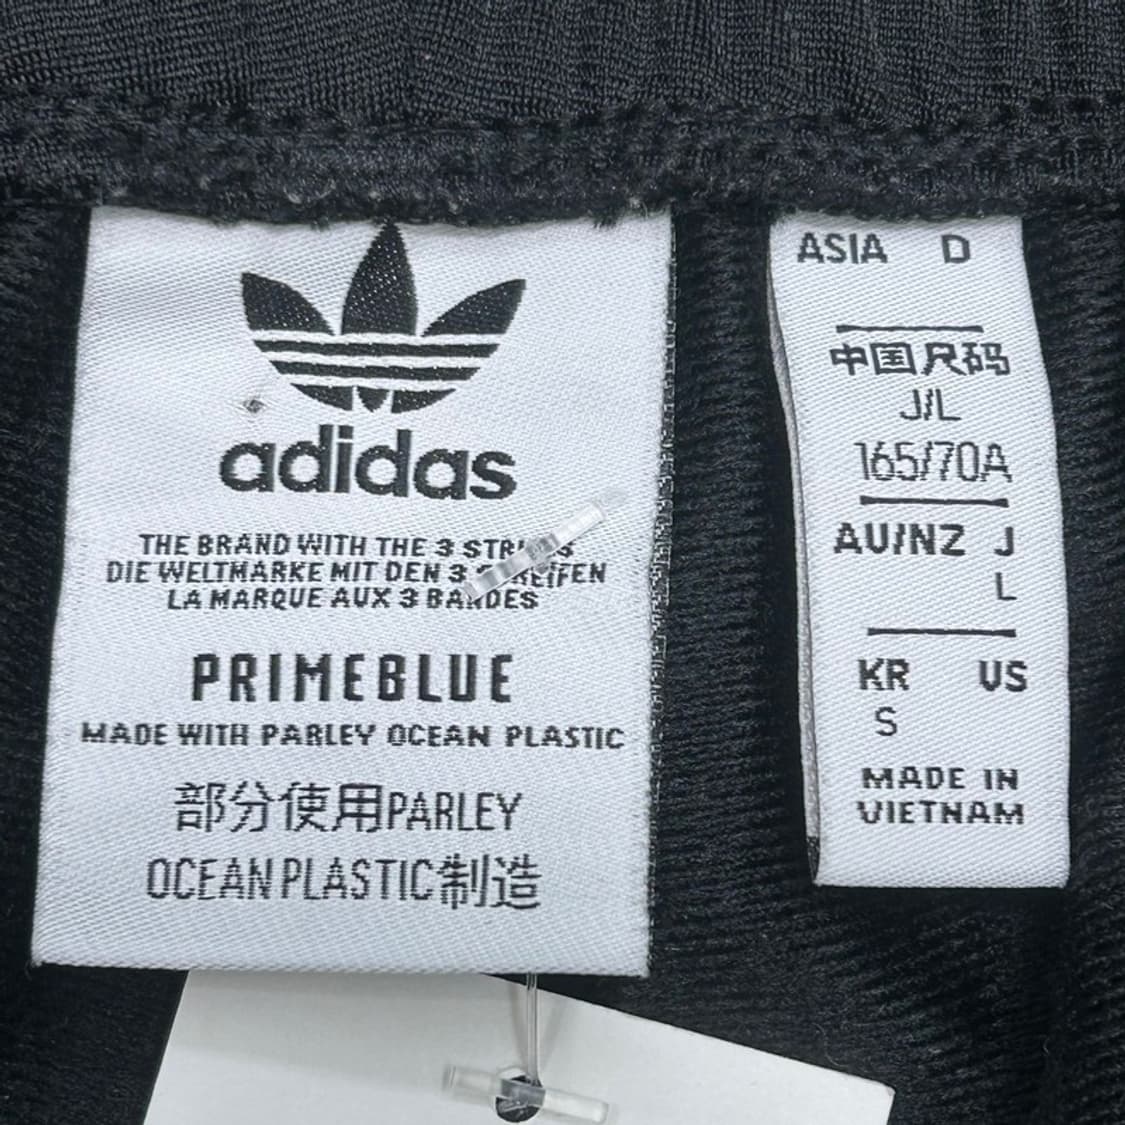 adidas
THE BRAND WITH THE 3
DIE WELTMARKE MIT DEN 3
LA MARQUE AUX 3 BANDES
PRIMEBLUE
MADE WITH PARLEY OCEAN PLASTIC
部分使用PARLEY
OCEAN PLASTIC制造
ASIA D
中国尺码
J/L
165/70A
AU/NZ J
L
KR US
S
MADE IN
VIETNAM